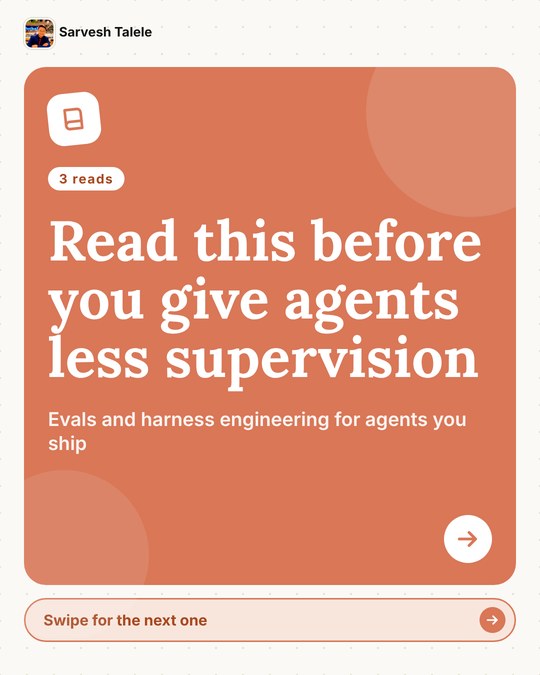 Sarvesh Talele
3 reads
Read this before
you give agents
less supervision
Evals and harness engineering for agents you
ship
Swipe for the next one